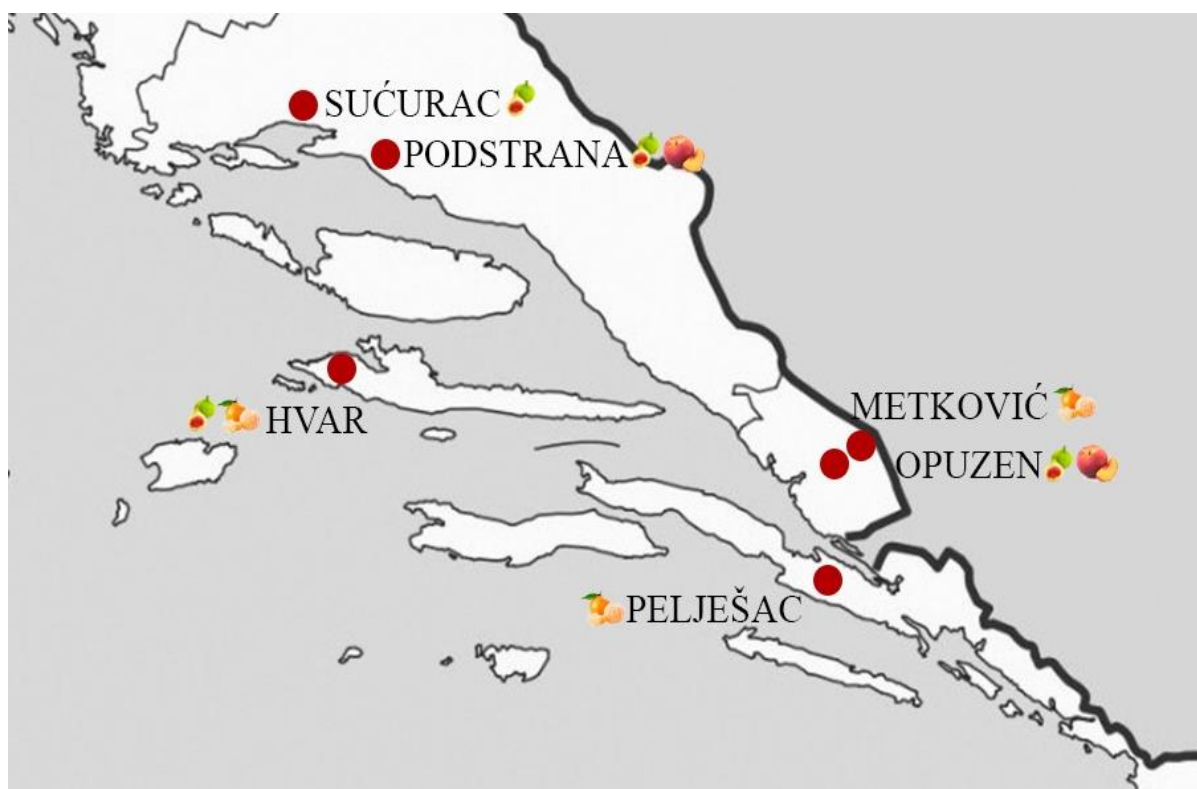 SUĆURAC
PODSTRANA
METKOVIĆ
HVAR
OPUZEN
PELJEŠAC